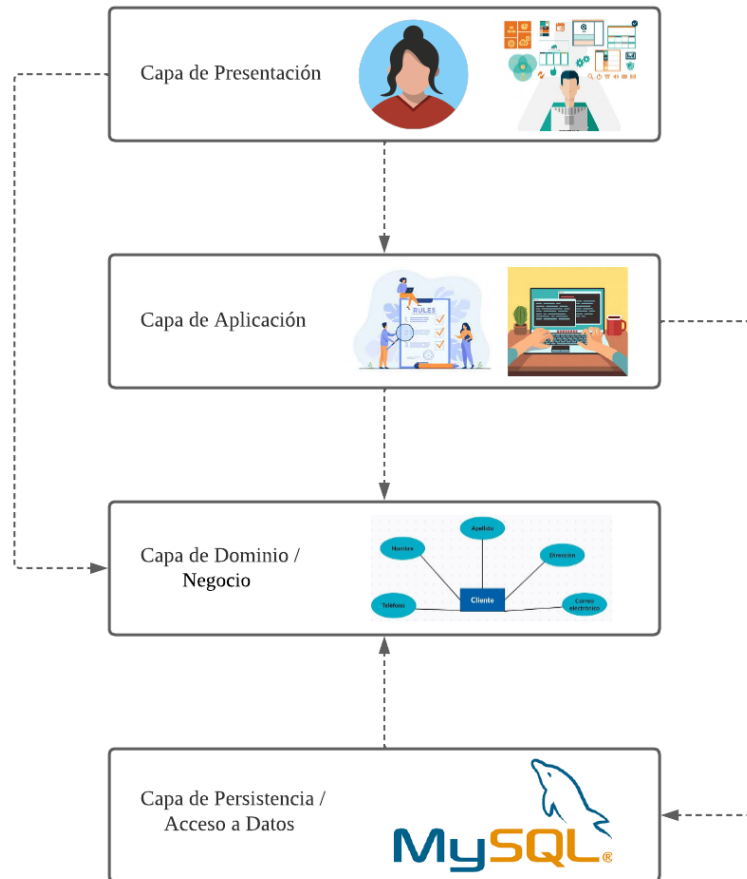 Capa de Presentación
Capa de Aplicación
RULES
Capa de Dominio /
Negocio
Apellido
Nombre
Dirección
Cliente
Teléfono
Correo
electrónico
Capa de Persistencia /
Acceso a Datos
MySQL®